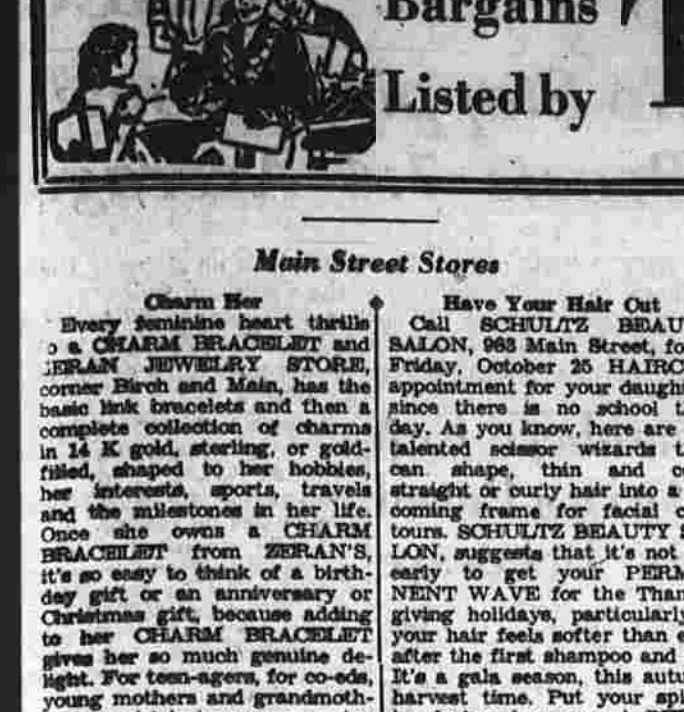 Bargains
Listed by
Main Street Stores
Charm Her
Every feminine heart thrills
o a CHARM BRACELET and
ZERAN JEWELRY STORE,
corner Birch and Main, has the
basic link bracelets and then a
complete collection of charms
in 14 K gold, sterling, or gold-
filled, shaped to her hobbies,
her interests, sports, travels
and the milestones in her life.
Once she owns a CHARM
BRACELET from ZERAN'S,
it's so easy to think of a birth-
day gift or an anniversary or
Christmas gift, because adding
to her CHARM BRACELET
gives her so much genuine de-
light. For teen-agers, for co-eds,
young mothers and grandmoth-
Have Your Hair Cut
Call SCHULTZ BEAU
SALON, 963 Main Street, fo
Friday, October 25 HAIRC
appointment for your daught
since there is no school t
day. As you know, here are
talented scissor wizards t
can shape, thin and c
straight or curly hair into a
coming frame for facial c
tours. SCHULTZ BEAUTY S
LON, suggests that it's not
early to get your PERM
NENT WAVE for the Than
giving holidays, particularly
your hair feels softer than e
after the first shampoo and
It's a gala season, this autu
harvest time. Put your spi